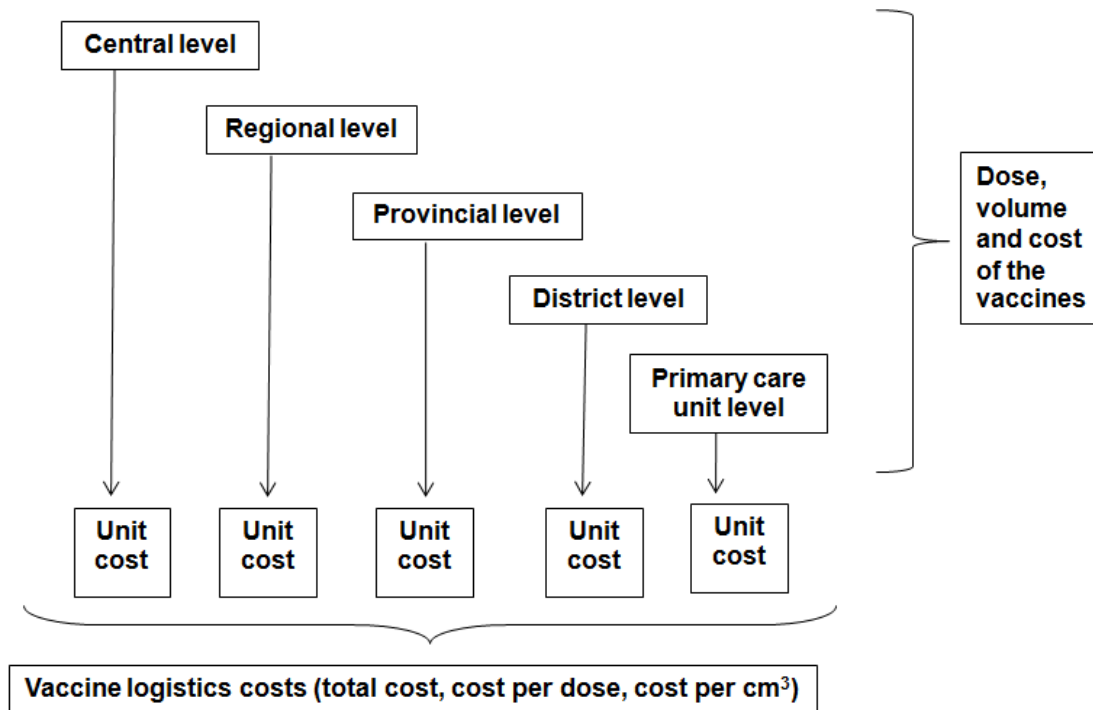 Central level
Regional level
Provincial level
District level
Primary care
unit level
Dose,
volume
and cost
of the
vaccines
Unit
cost
Unit
cost
Unit
cost
Unit
cost
Unit
cost
Vaccine logistics costs (total cost, cost per dose, cost per cm³)